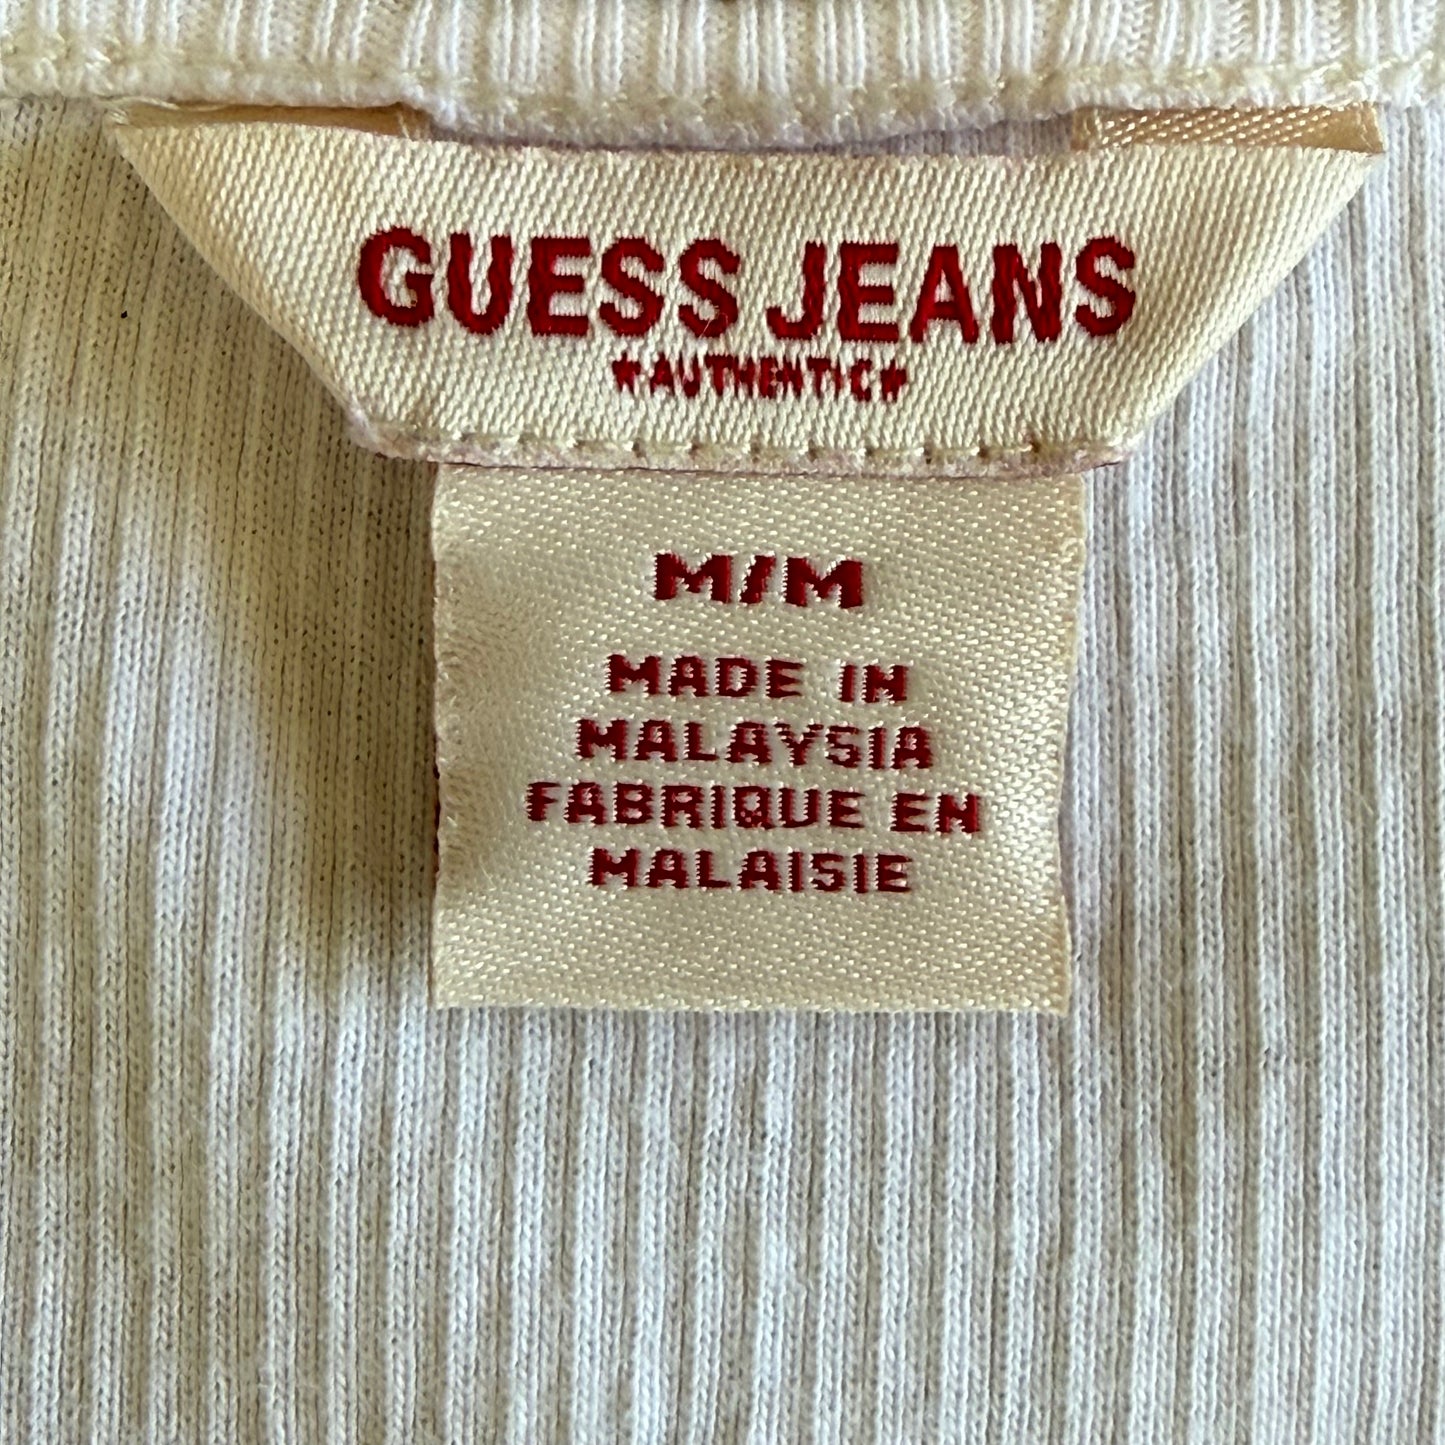 GUESS JEANS
*AUTHENTIC*
M/M
MADE IN
MALAYSIA
FABRIQUE EN
MALAISIE